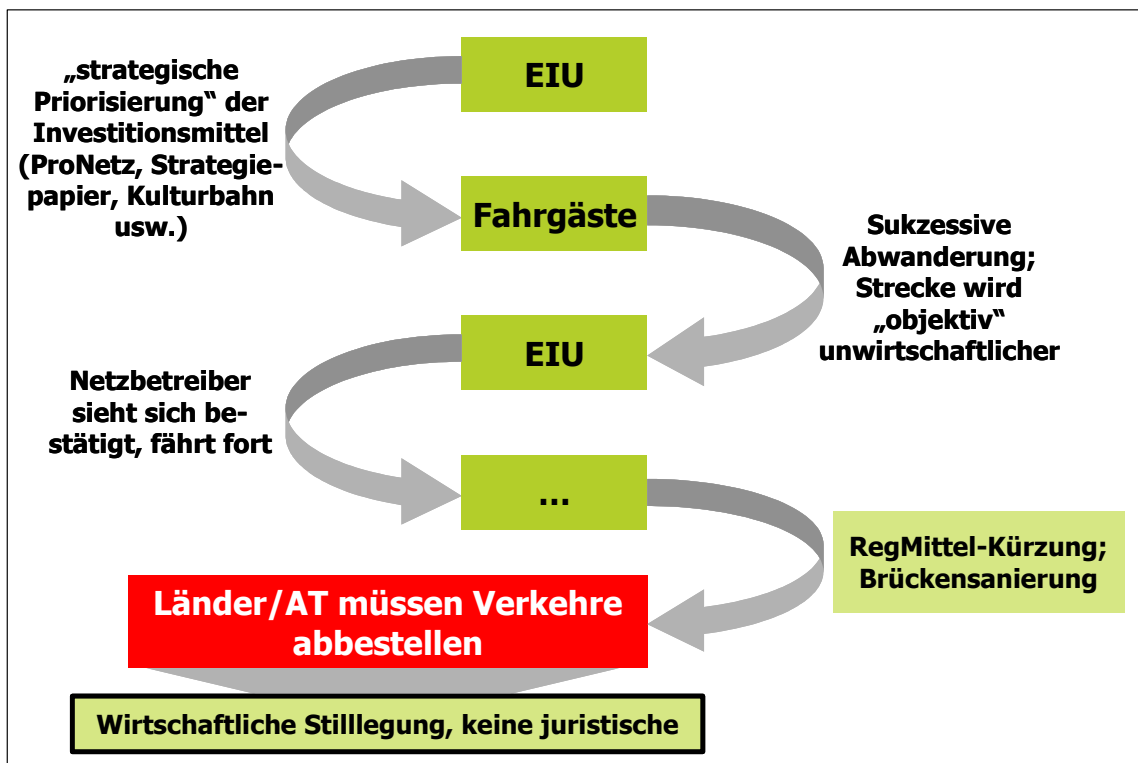 EIU
„strategische
Priorisierung“ der
Investitionsmittel
(ProNetz, Strategie-
papier, Kulturbahn
usw.)
Fahrgäste
Sukzessive
Abwanderung;
Strecke wird
„objektiv“
unwirtschaftlicher
EIU
Netzbetreiber
sieht sich be-
stätigt, fährt fort
...
RegMittel-Kürzung;
Brückensanierung
Länder/AT müssen Verkehre
abbestellen
Wirtschaftliche Stilllegung, keine juristische